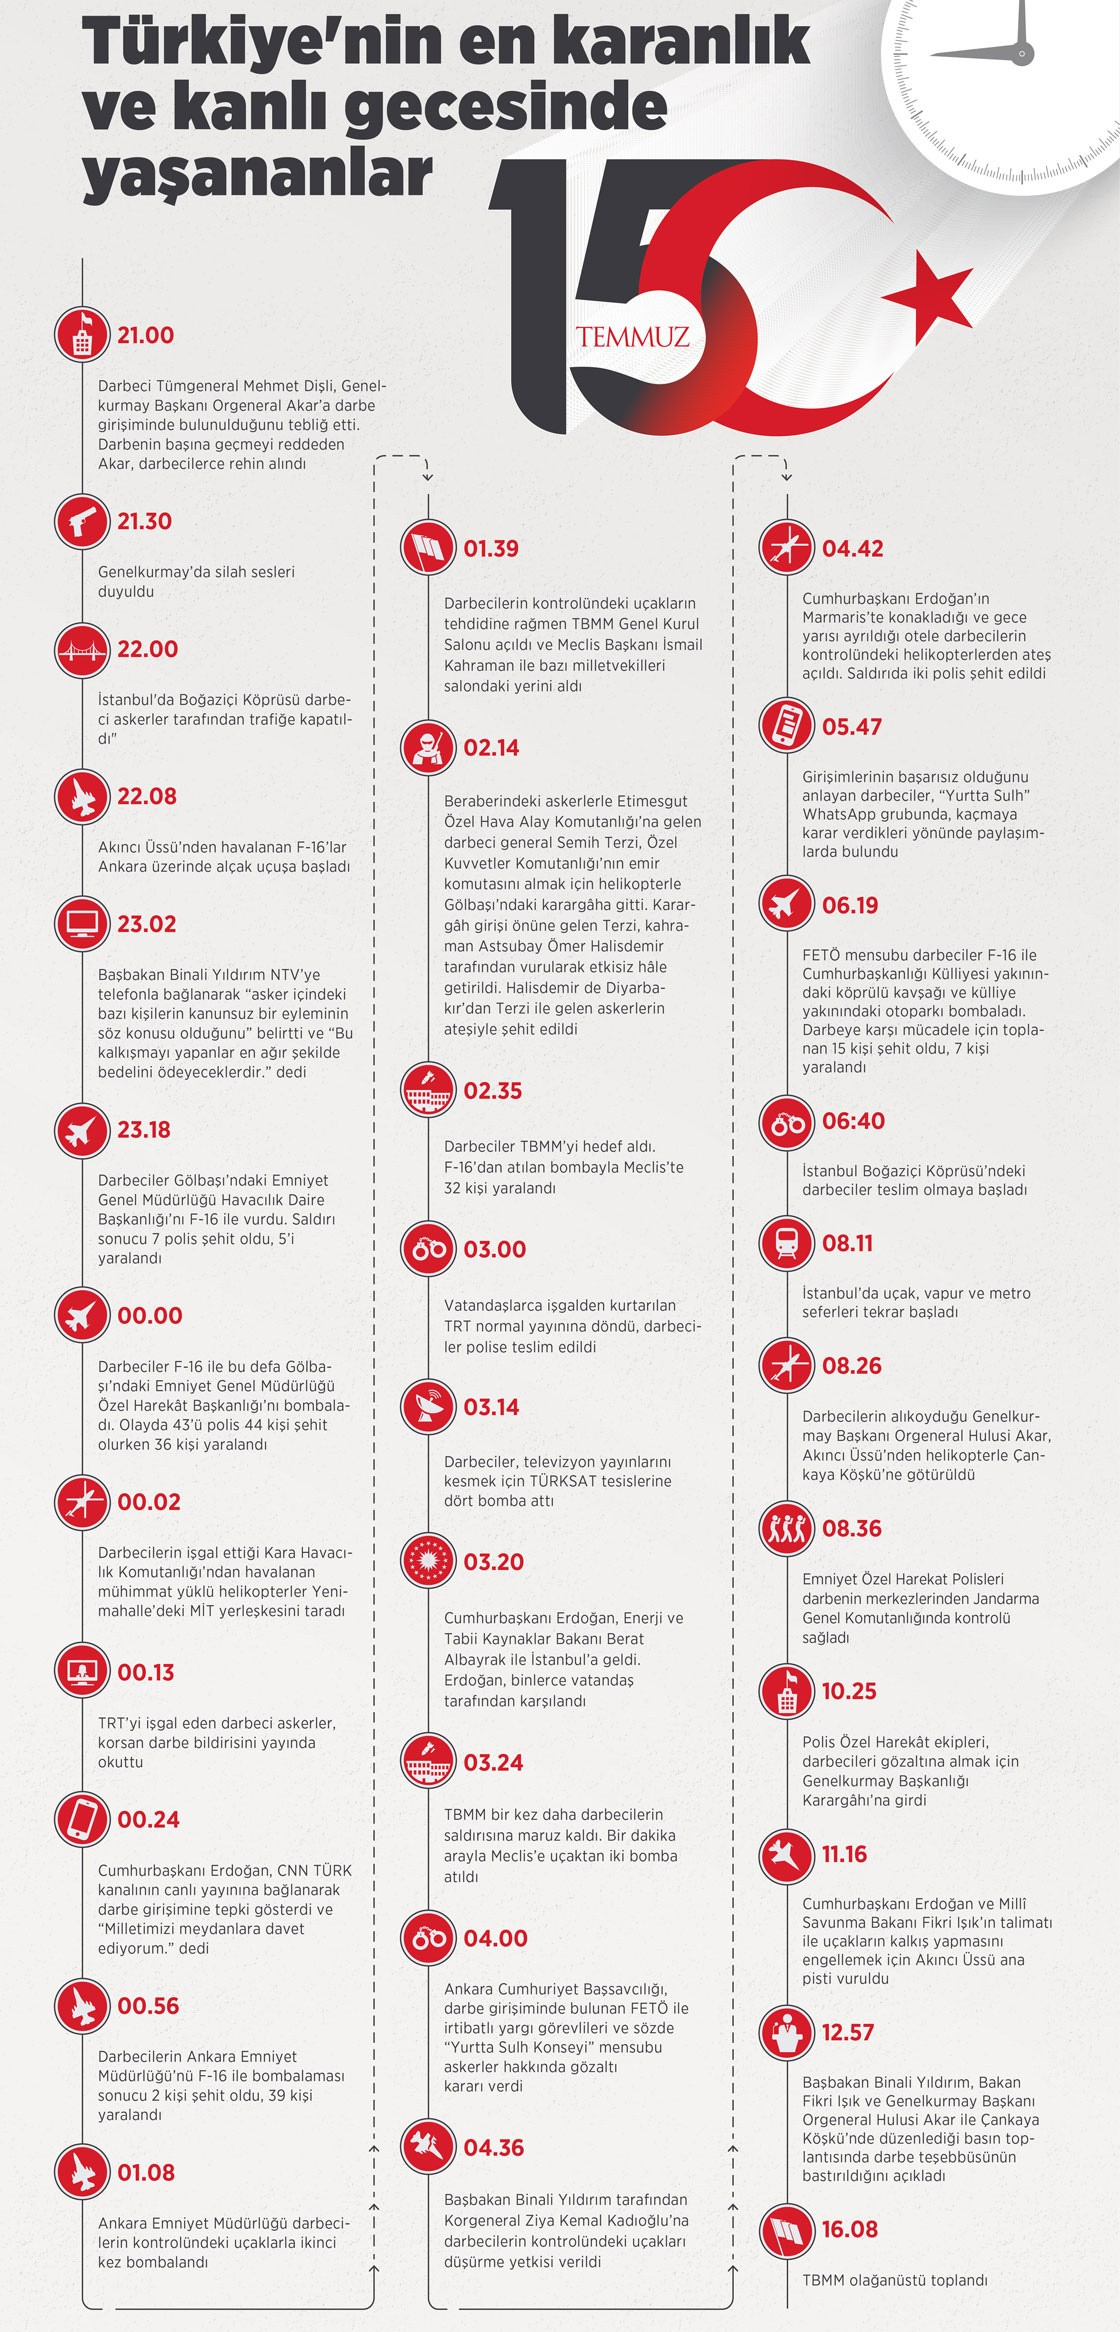 Türkiye'nin en karanlık
ve kanlı gecesinde
yaşananlar
15
TEMMUZ
21.00
Darbeci Tümgeneral Mehmet Dişli, Genel-
kurmay Başkanı Orgeneral Akar’a darbe
girişiminde bulunulduğunu tebliğ etti.
Darbenin başına geçmeyi reddeden
Akar, darbecilerce rehin alındı
21.30
Genelkurmay’da silah sesleri
duyuldu
22.00
İstanbul'da Boğaziçi Köprüsü darbe-
ci askerler tarafından trafiğe kapatıl-
dı"
22.08
Akıncı Üssü’nden havalanan F-16’lar
Ankara üzerinde alçak uçuşa başladı
23.02
Başbakan Binali Yıldırım NTV’ye
telefonla bağlanarak “asker içindeki
bazı kişilerin kanunsuz bir eyleminin
söz konusu olduğunu” belirtti ve “Bu
kalkışmayı yapanlar en ağır şekilde
bedelini ödeyeceklerdir.” dedi
23.18
Darbeciler Gölbaşı’ndaki Emniyet
Genel Müdürlüğü Havacılık Daire
Başkanlığı’nı F-16 ile vurdu. Saldırı
sonucu 7 polis şehit oldu, 5’i
yaralandı
00.00
Darbeciler F-16 ile bu defa Gölba-
şı’ndaki Emniyet Genel Müdürlüğü
Özel Harekât Başkanlığı’nı bombala-
dı. Olayda 43’ü polis 44 kişi şehit
olurken 36 kişi yaralandı
00.02
Darbecilerin işgal ettiği Kara Havacı-
lık Komutanlığı’ndan havalanan
mühimmat yüklü helikopterler Yeni-
mahalle’deki MİT yerleşkesini taradı
00.13
TRT’yi işgal eden darbeci askerler,
korsan darbe bildirisini yayında
okuttu
00.24
Cumhurbaşkanı Erdoğan, CNN TÜRK
kanalının canlı yayınına bağlanarak
darbe girişimine tepki gösterdi ve
“Milletimizi meydanlara davet
ediyorum.” dedi
00.56
Darbecilerin Ankara Emniyet
Müdürlüğü’nü F-16 ile bombalaması
sonucu 2 kişi şehit oldu, 39 kişi
yaralandı
01.08
Ankara Emniyet Müdürlüğü darbeci-
lerin kontrolündeki uçaklarla ikinci
kez bombalandı
01.39
Darbecilerin kontrolündeki uçakların
tehdidine rağmen TBMM Genel Kurul
Salonu açıldı ve Meclis Başkanı İsmail
Kahraman ile bazı milletvekilleri
salondaki yerini aldı
02.14
Beraberindeki askerlerle Etimesgut
Özel Hava Alay Komutanlığı’na gelen
darbeci general Semih Terzi, Özel
Kuvvetler Komutanlığı’nın emir
komutasını almak için helikopterle
Gölbaşı’ndaki karargâha gitti. Karar-
gâh girişi önüne gelen Terzi, kahra-
man Astsubay Ömer Halisdemir
tarafından vurularak etkisiz hâle
getirildi. Halisdemir de Diyarba-
kır’dan Terzi ile gelen askerlerin
ateşiyle şehit edildi
02.35
Darbeciler TBMM’yi hedef aldı.
F-16’dan atılan bombayla Meclis’te
32 kişi yaralandı
03.00
Vatandaşlarca işgalden kurtarılan
TRT normal yayınına döndü, darbeci-
ler polise teslim edildi
03.14
Darbeciler, televizyon yayınlarını
kesmek için TÜRKSAT tesislerine
dört bomba attı
03.20
Cumhurbaşkanı Erdoğan, Enerji ve
Tabii Kaynaklar Bakanı Berat
Albayrak ile İstanbul’a geldi.
Erdoğan, binlerce vatandaş
tarafından karşılandı
03.24
TBMM bir kez daha darbecilerin
saldırısına maruz kaldı. Bir dakika
arayla Meclis’e uçaktan iki bomba
atıldı
04.00
Ankara Cumhuriyet Başsavcılığı,
darbe girişiminde bulunan FETÖ ile
irtibatlı yargı görevlileri ve sözde
“Yurtta Sulh Konseyi” mensubu
askerler hakkında gözaltı
kararı verdi
04.36
Başbakan Binali Yıldırım tarafından
Korgeneral Ziya Kemal Kadıoğlu’na
darbecilerin kontrolündeki uçakları
düşürme yetkisi verildi
04.42
Cumhurbaşkanı Erdoğan’ın
Marmaris’te konakladığı ve gece
yarısı ayrıldığı otele darbecilerin
kontrolündeki helikopterlerden ateş
açıldı. Saldırıda iki polis şehit edildi
05.47
Girişimlerinin başarısız olduğunu
anlayan darbeciler, “Yurtta Sulh”
WhatsApp grubunda, kaçmaya
karar verdikleri yönünde paylaşım-
larda bulundu
06.19
FETÖ mensubu darbeciler F-16 ile
Cumhurbaşkanlığı Külliyesi yakının-
daki köprülü kavşağı ve külliye
yakınındaki otoparkı bombaladı.
Darbeye karşı mücadele için topla-
nan 15 kişi şehit oldu, 7 kişi
yaralandı
06:40
İstanbul Boğaziçi Köprüsü’ndeki
darbeciler teslim olmaya başladı
08.11
İstanbul’da uçak, vapur ve metro
seferleri tekrar başladı
08.26
Darbecilerin alıkoyduğu Genelkur-
may Başkanı Orgeneral Hulusi Akar,
Akıncı Üssü’nden helikopterle Çan-
kaya Köşkü’ne götürüldü
08.36
Emniyet Özel Harekat Polisleri
darbenin merkezlerinden Jandarma
Genel Komutanlığında kontrolü
sağladı
10.25
Polis Özel Harekât ekipleri,
darbecileri gözaltına almak için
Genelkurmay Başkanlığı
Karargâhı’na girdi
11.16
Cumhurbaşkanı Erdoğan ve Millî
Savunma Bakanı Fikri Işık’ın talimatı
ile uçakların kalkış yapmasını
engellemek için Akıncı Üssü ana
pisti vuruldu
12.57
Başbakan Binali Yıldırım, Bakan
Fikri Işık ve Genelkurmay Başkanı
Orgeneral Hulusi Akar ile Çankaya
Köşkü’nde düzenlediği basın top-
lantısında darbe teşebbüsünün
bastırıldığını açıkladı
16.08
TBMM olağanüstü toplandı